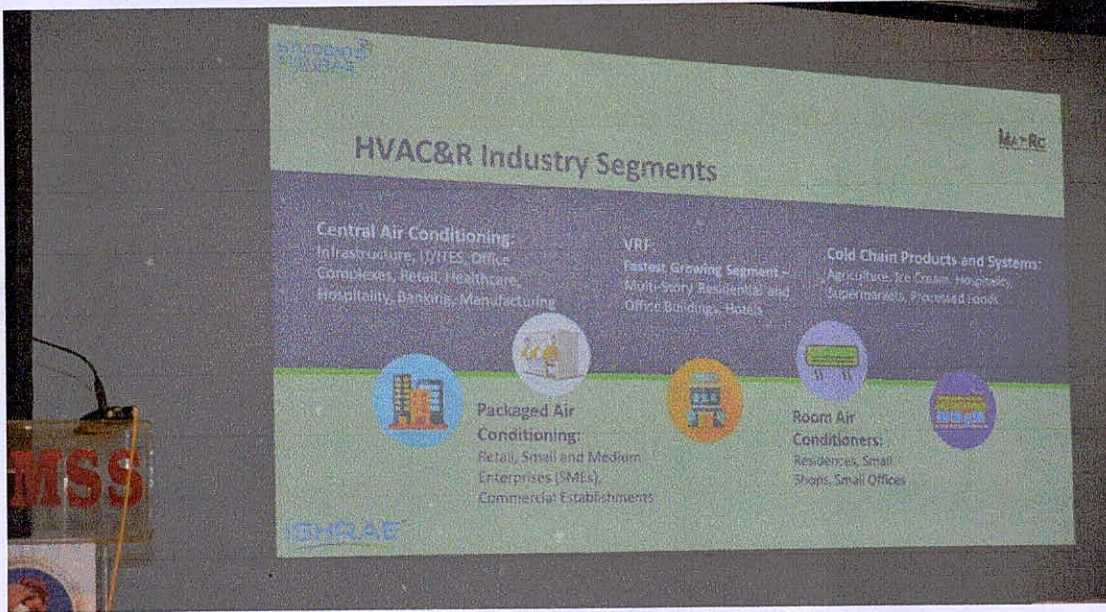 STUDENT'S
ISHRAE
HVAC&R Industry Segments
Central Air Conditioning:
Infrastructure, IT/ITES, Office
Complexes, Retail, Healthcare,
Hospitality, Banking, Manufacturing
VRF:
Fastest Growing Segment –
Multi-Story Residential and
Office Buildings, Hotels
Cold Chain Products and Systems:
Agriculture, Ice Cream, Hospitality,
Supermarkets, Processed Foods
Packaged Air
Conditioning:
Retail, Small and Medium
Enterprises (SMEs),
Commercial Establishments
Room Air
Conditioners:
Residences, Small
Shops, Small Offices
ISHRAE
MSS